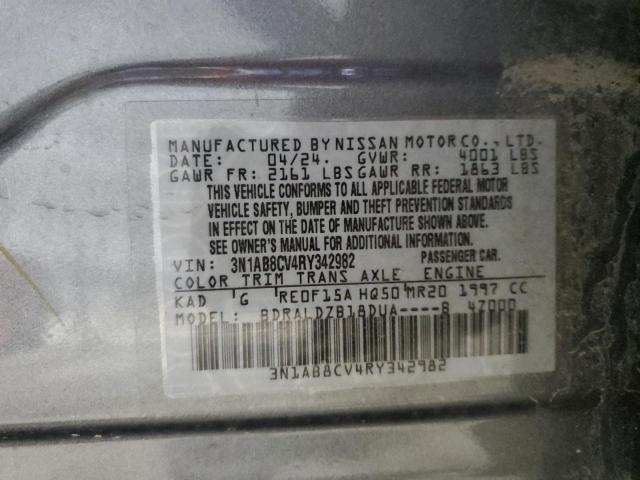 MANUFACTURED BY NISSAN MOTOR CO., LTD.
DATE: 04/24. GVWR: 4001 LBS
GAWR FR: 2161 LBS GAWR RR: 1863 LBS
THIS VEHICLE CONFORMS TO ALL APPLICABLE FEDERAL MOTOR
VEHICLE SAFETY, BUMPER AND THEFT PREVENTION STANDARDS
IN EFFECT ON THE DATE OF MANUFACTURE SHOWN ABOVE.
SEE OWNER'S MANUAL FOR ADDITIONAL INFORMATION
VIN: 3N1AB8CV4RY342982 PASSENGER CAR.
COLOR TRIM TRANS AXLE ENGINE
KAD G RE0F15A HQ50 MR20 1997 CC
MODEL: BDRALDZB18DUA----B 47000
3N1AB8CV4RY342982